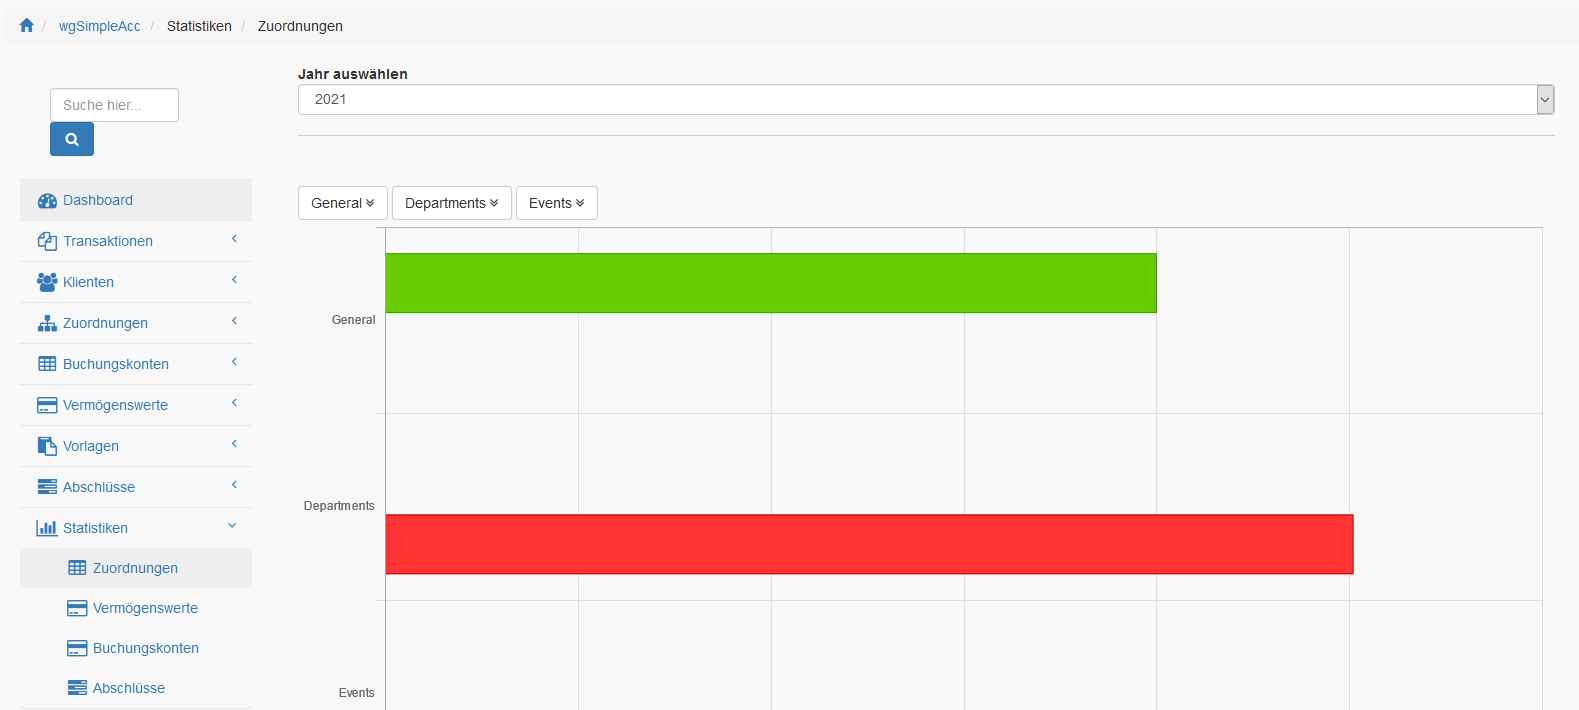 / wgSimpleAcc / Statistiken / Zuordnungen
Suche hier...
Dashboard
Transaktionen
Klienten
Zuordnungen
Buchungskonten
Vermögenswerte
Vorlagen
Abschlüsse
Statistiken
Zuordnungen
Vermögenswerte
Buchungskonten
Abschlüsse
Jahr auswählen
2021
General Departments Events
General
Departments
Events